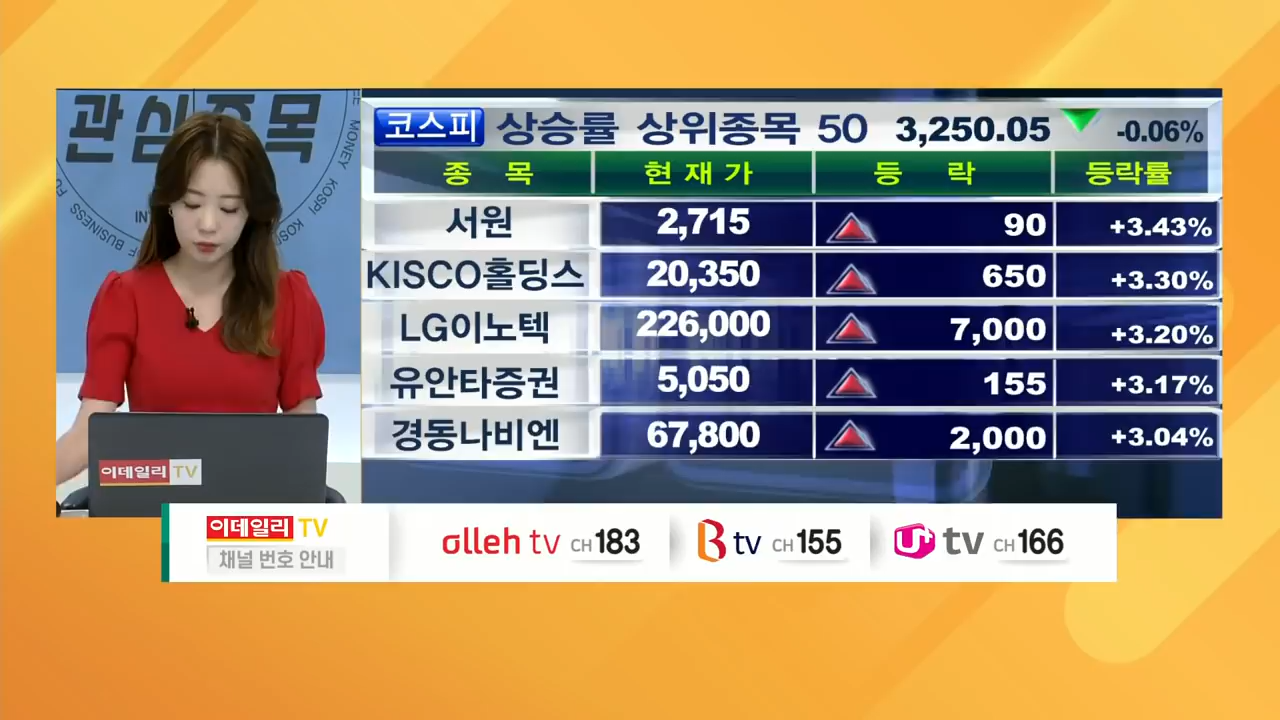 관심종목
MONEY KOSPI
F BUSINESS
코스피 상승률 상위종목 50 3,250.05 -0.06%
종 목 현 재 가 등 락 등락률
서원 2,715 90 +3.43%
KISCO홀딩스 20,350 650 +3.30%
LG이노텍 226,000 7,000 +3.20%
유안타증권 5,050 155 +3.17%
경동나비엔 67,800 2,000 +3.04%
이데일리 TV
이데일리 TV
채널 번호 안내
olleh tv CH 183
B tv CH 155
U+ tv CH 166